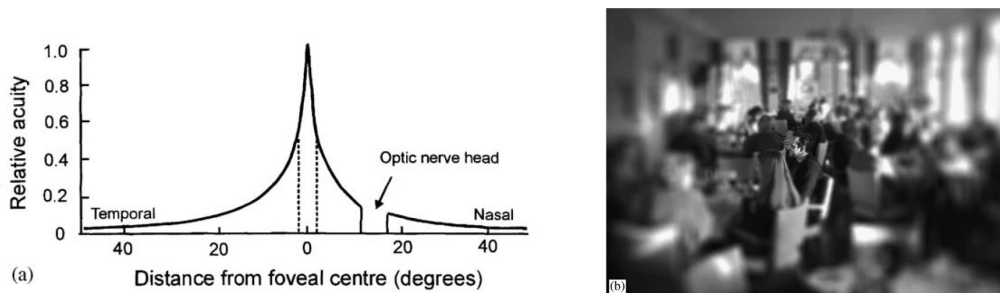 1.0
0.8
Relative acuity
0.6
0.4
Optic nerve head
0.2
Temporal
Nasal
0
40 20 0 20 40
(a)
Distance from foveal centre (degrees)
(b)